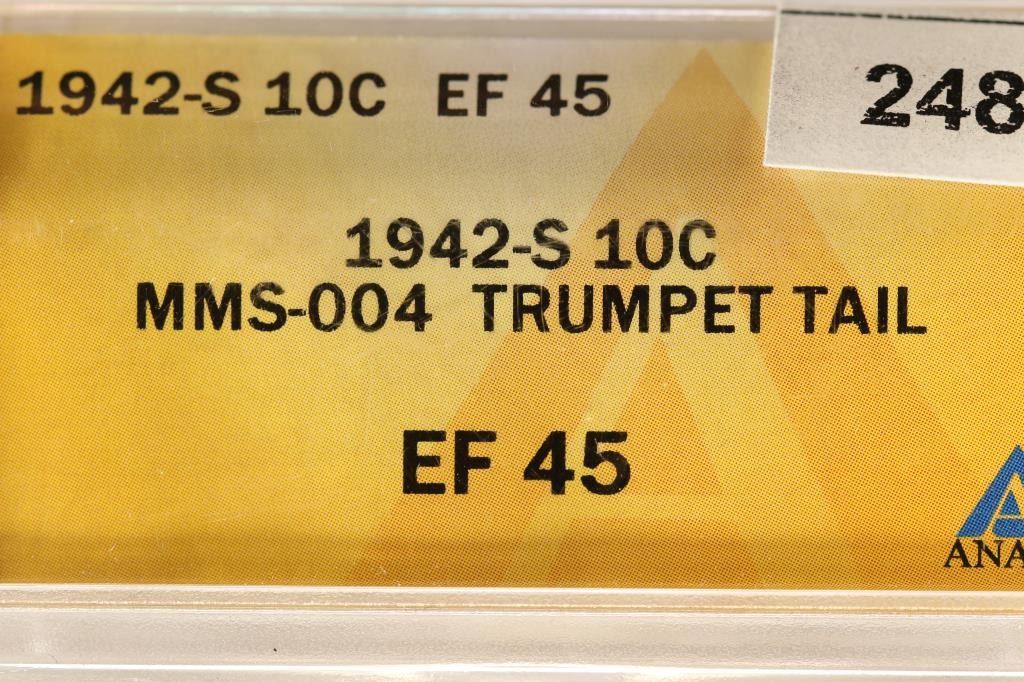 1942-S 10C EF 45
248
1942-S 10C
MMS-004 TRUMPET TAIL
EF 45
ANA